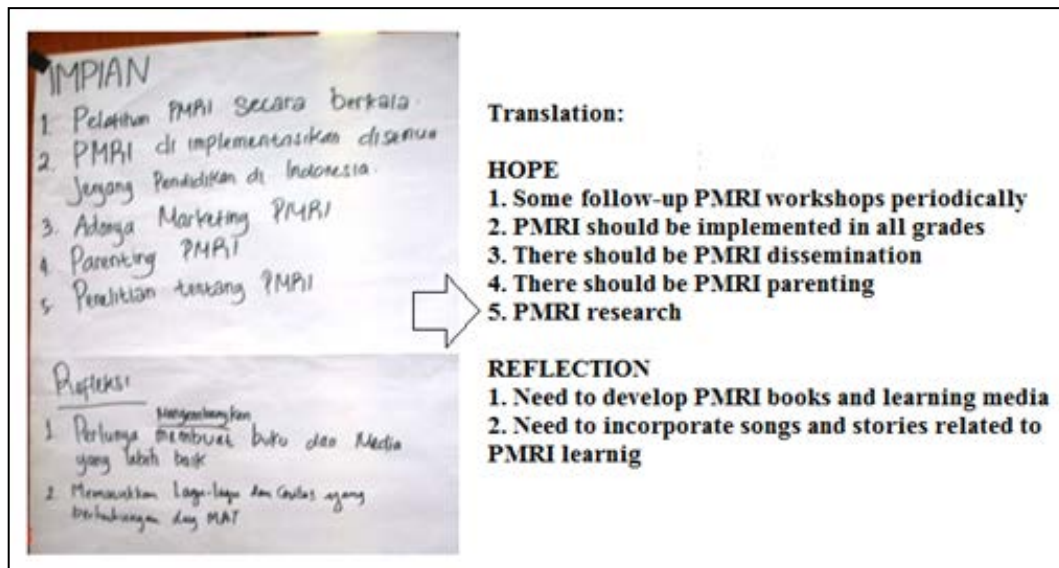 IMPIAN
1. Pelatihan PMRI secara berkala.
2. PMRI di implementasikan disemua
Jenjang Pendidikan di Indonesia.
3. Adanya Marketing PMRI
4. Parenting PMRI
5. Penelitian tentang PMRI
Refleksi
Mengembangkan
1. Perlunya membuat buku dan Media
yang lebih baik
2. Memasukkan Lagu-lagu dan Cerita yang
berhubungan dng MAT
Translation:
HOPE
1. Some follow-up PMRI workshops periodically
2. PMRI should be implemented in all grades
3. There should be PMRI dissemination
4. There should be PMRI parenting
5. PMRI research
REFLECTION
1. Need to develop PMRI books and learning media
2. Need to incorporate songs and stories related to
PMRI learnig